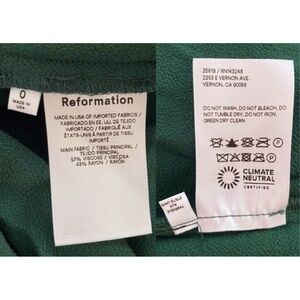 0
MADE IN
USA
Reformation
MADE IN USA OF IMPORTED FABRICS /
FABRICADO EN EE. UU. DE TEJIDO
IMPORTADO / FABRIQUÉ AUX
ÉTATS-UNIS À PARTIR DE TISSU
IMPORTÉ
MAIN FABRIC / TISSU PRINCIPAL /
TEJIDO PRINCIPAL
57% VISCOSE / VISCOSA
43% RAYON / RAYON
25619 / RN143248
2263 E VERNON AVE.
VERNON, CA 90058
DO NOT WASH. DO NOT BLEACH. DO
NOT TUMBLE DRY. DO NOT IRON.
GREEN DRY CLEAN
CLIMATE
NEUTRAL
CERTIFIED